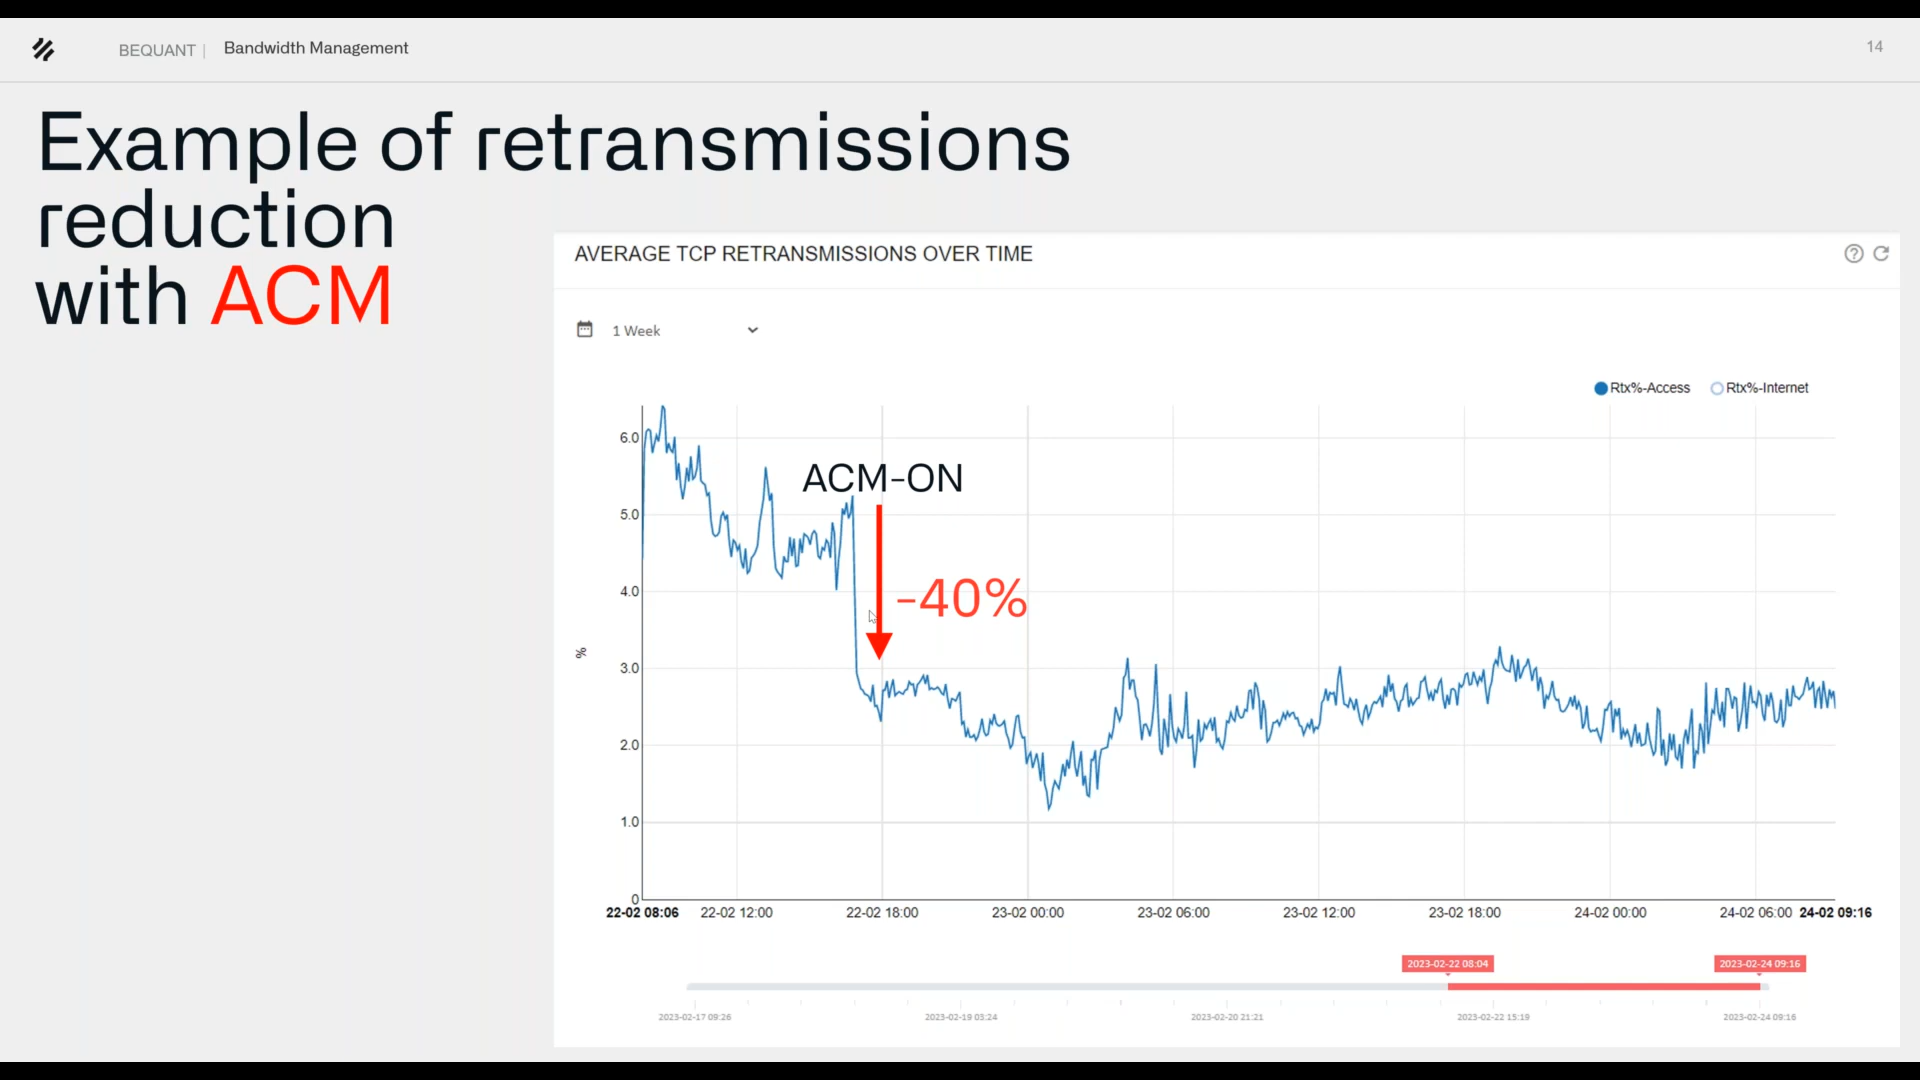 BEQUANT | Bandwidth Management
14
Example of retransmissions
reduction
with ACM
AVERAGE TCP RETRANSMISSIONS OVER TIME
1 Week
Rtx%-Access Rtx%-Internet
6.0
5.0
4.0
3.0
2.0
1.0
0
%
ACM-ON
-40%
22-02 08:06 22-02 12:00 22-02 18:00 23-02 00:00 23-02 06:00 23-02 12:00 23-02 18:00 24-02 00:00 24-02 06:00 24-02 09:16
2023-02-22 08:04 2023-02-24 09:16
2023-02-17 09:26 2023-02-19 03:24 2023-02-20 21:21 2023-02-22 15:19 2023-02-24 09:16